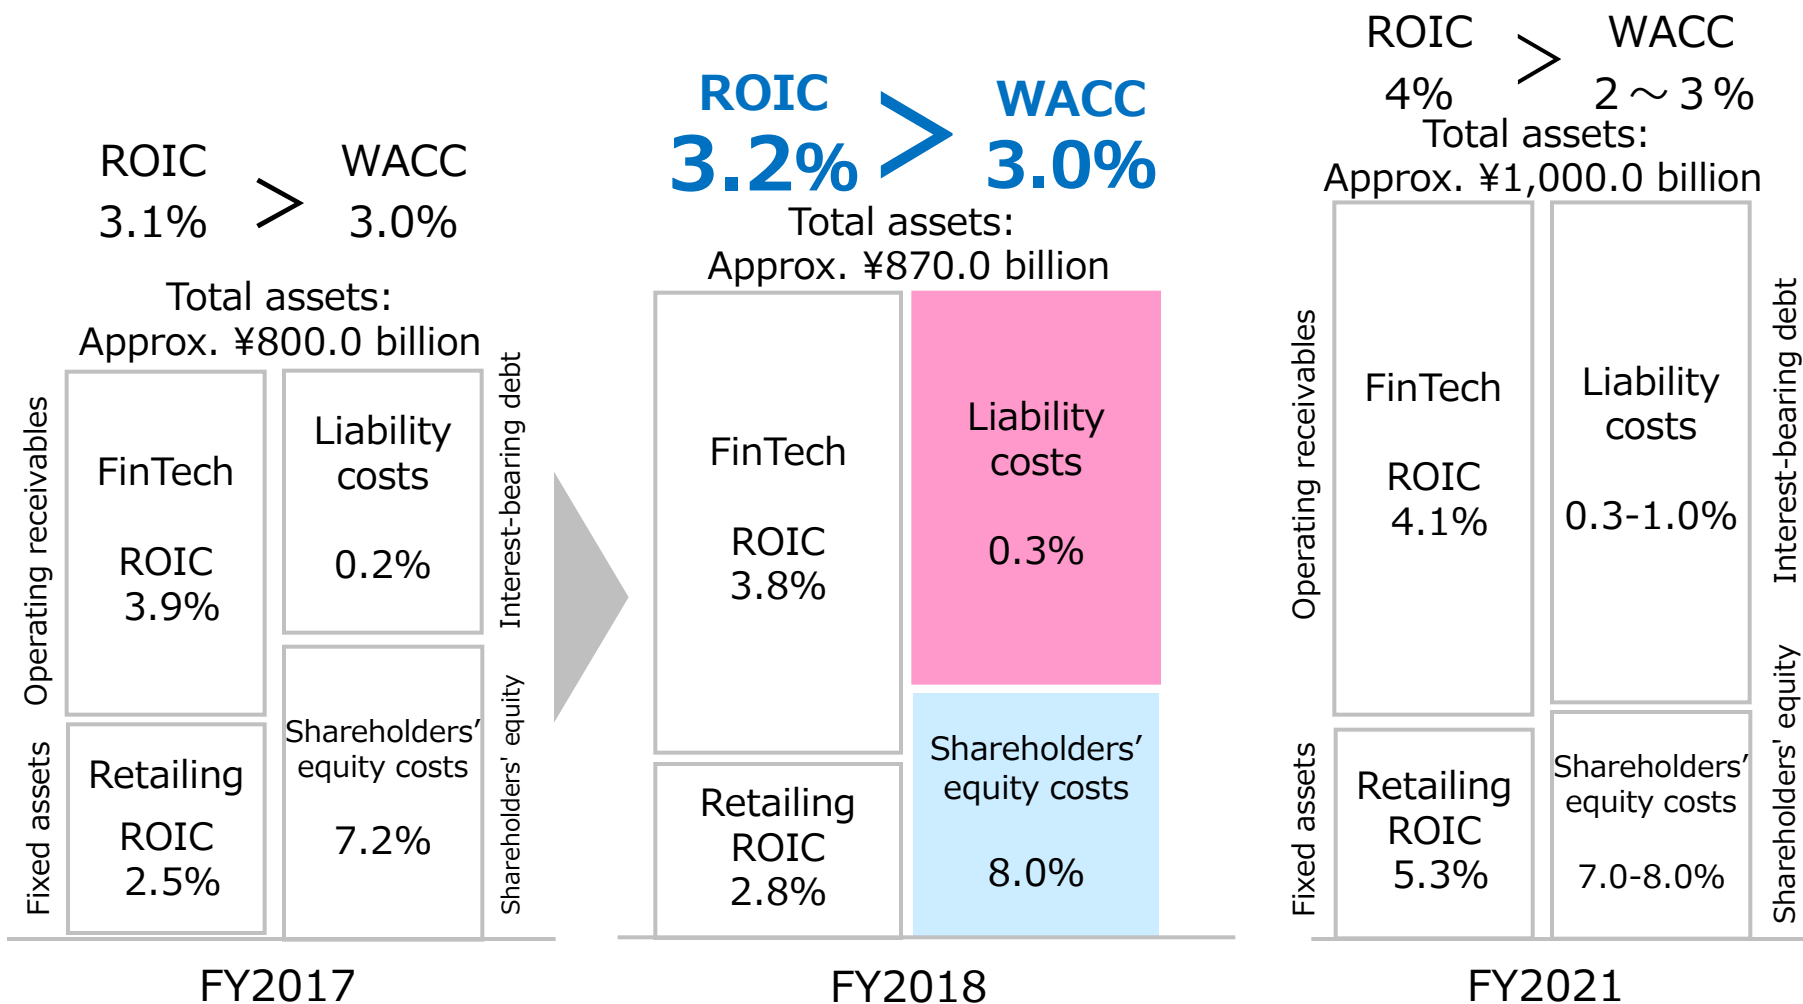 ROIC > WACC
3.1% 3.0%
Total assets:
Approx. ¥800.0 billion
Operating receivables
FinTech
ROIC
3.9%
Liability
costs
0.2%
Interest-bearing debt
Fixed assets
Retailing
ROIC
2.5%
Shareholders’
equity costs
7.2%
Shareholders' equity
FY2017
ROIC > WACC
3.2% 3.0%
Total assets:
Approx. ¥870.0 billion
FinTech
ROIC
3.8%
Liability
costs
0.3%
Retailing
ROIC
2.8%
Shareholders’
equity costs
8.0%
FY2018
ROIC > WACC
4% 2～3%
Total assets:
Approx. ¥1,000.0 billion
Operating receivables
FinTech
ROIC
4.1%
Liability
costs
0.3-1.0%
Interest-bearing debt
Fixed assets
Retailing
ROIC
5.3%
Shareholders’
equity costs
7.0-8.0%
Shareholders' equity
FY2021